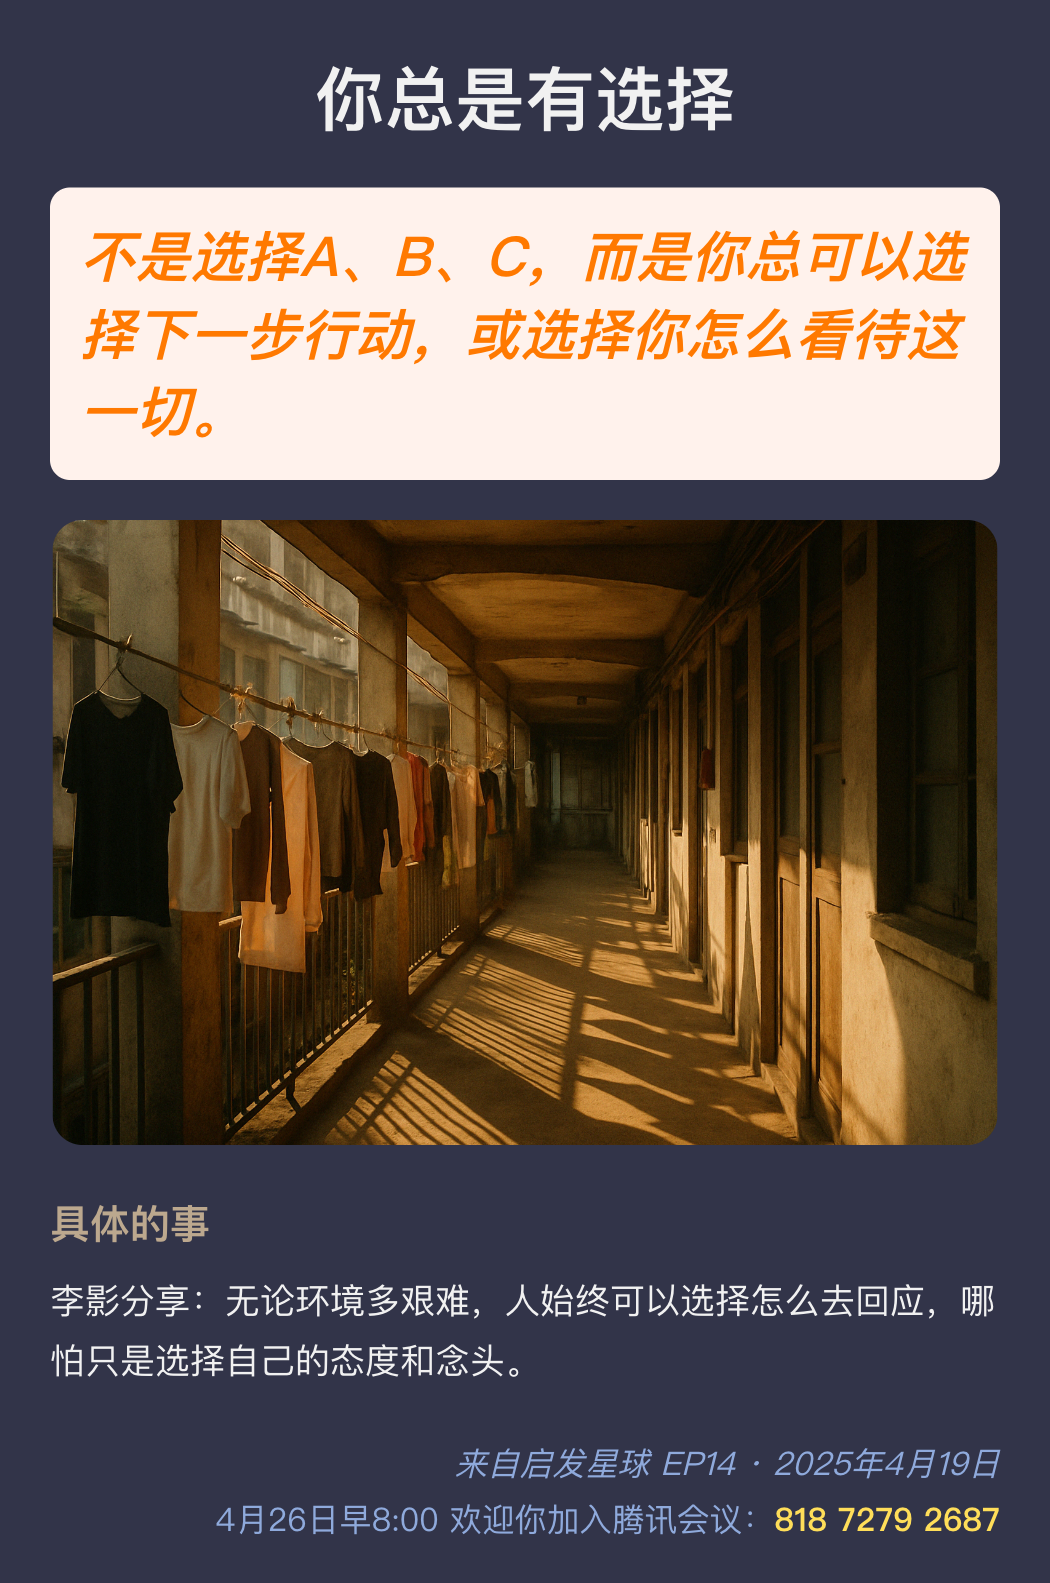 你总是有选择
不是选择A、B、C，而是你总可以选
择下一步行动，或选择你怎么看待这
一切。
具体的事
李影分享：无论环境多艰难，人始终可以选择怎么去回应，哪
怕只是选择自己的态度和念头。
来自启发星球 EP14 · 2025年4月19日
4月26日早8:00 欢迎你加入腾讯会议：818 7279 2687